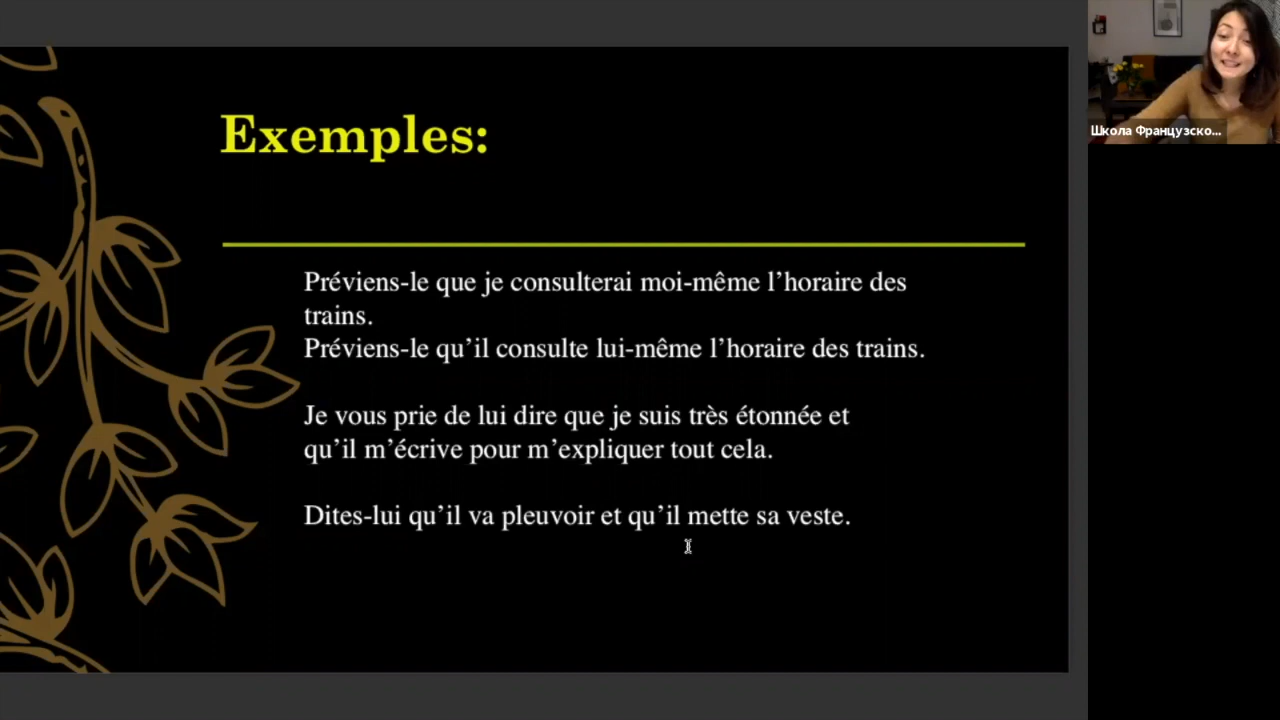 Exemples:
Préviens-le que je consulterai moi-même l’horaire des
trains.
Préviens-le qu’il consulte lui-même l’horaire des trains.
Je vous prie de lui dire que je suis très étonnée et
qu’il m’écrive pour m’expliquer tout cela.
Dites-lui qu’il va pleuvoir et qu’il mette sa veste.
Школа Французско...